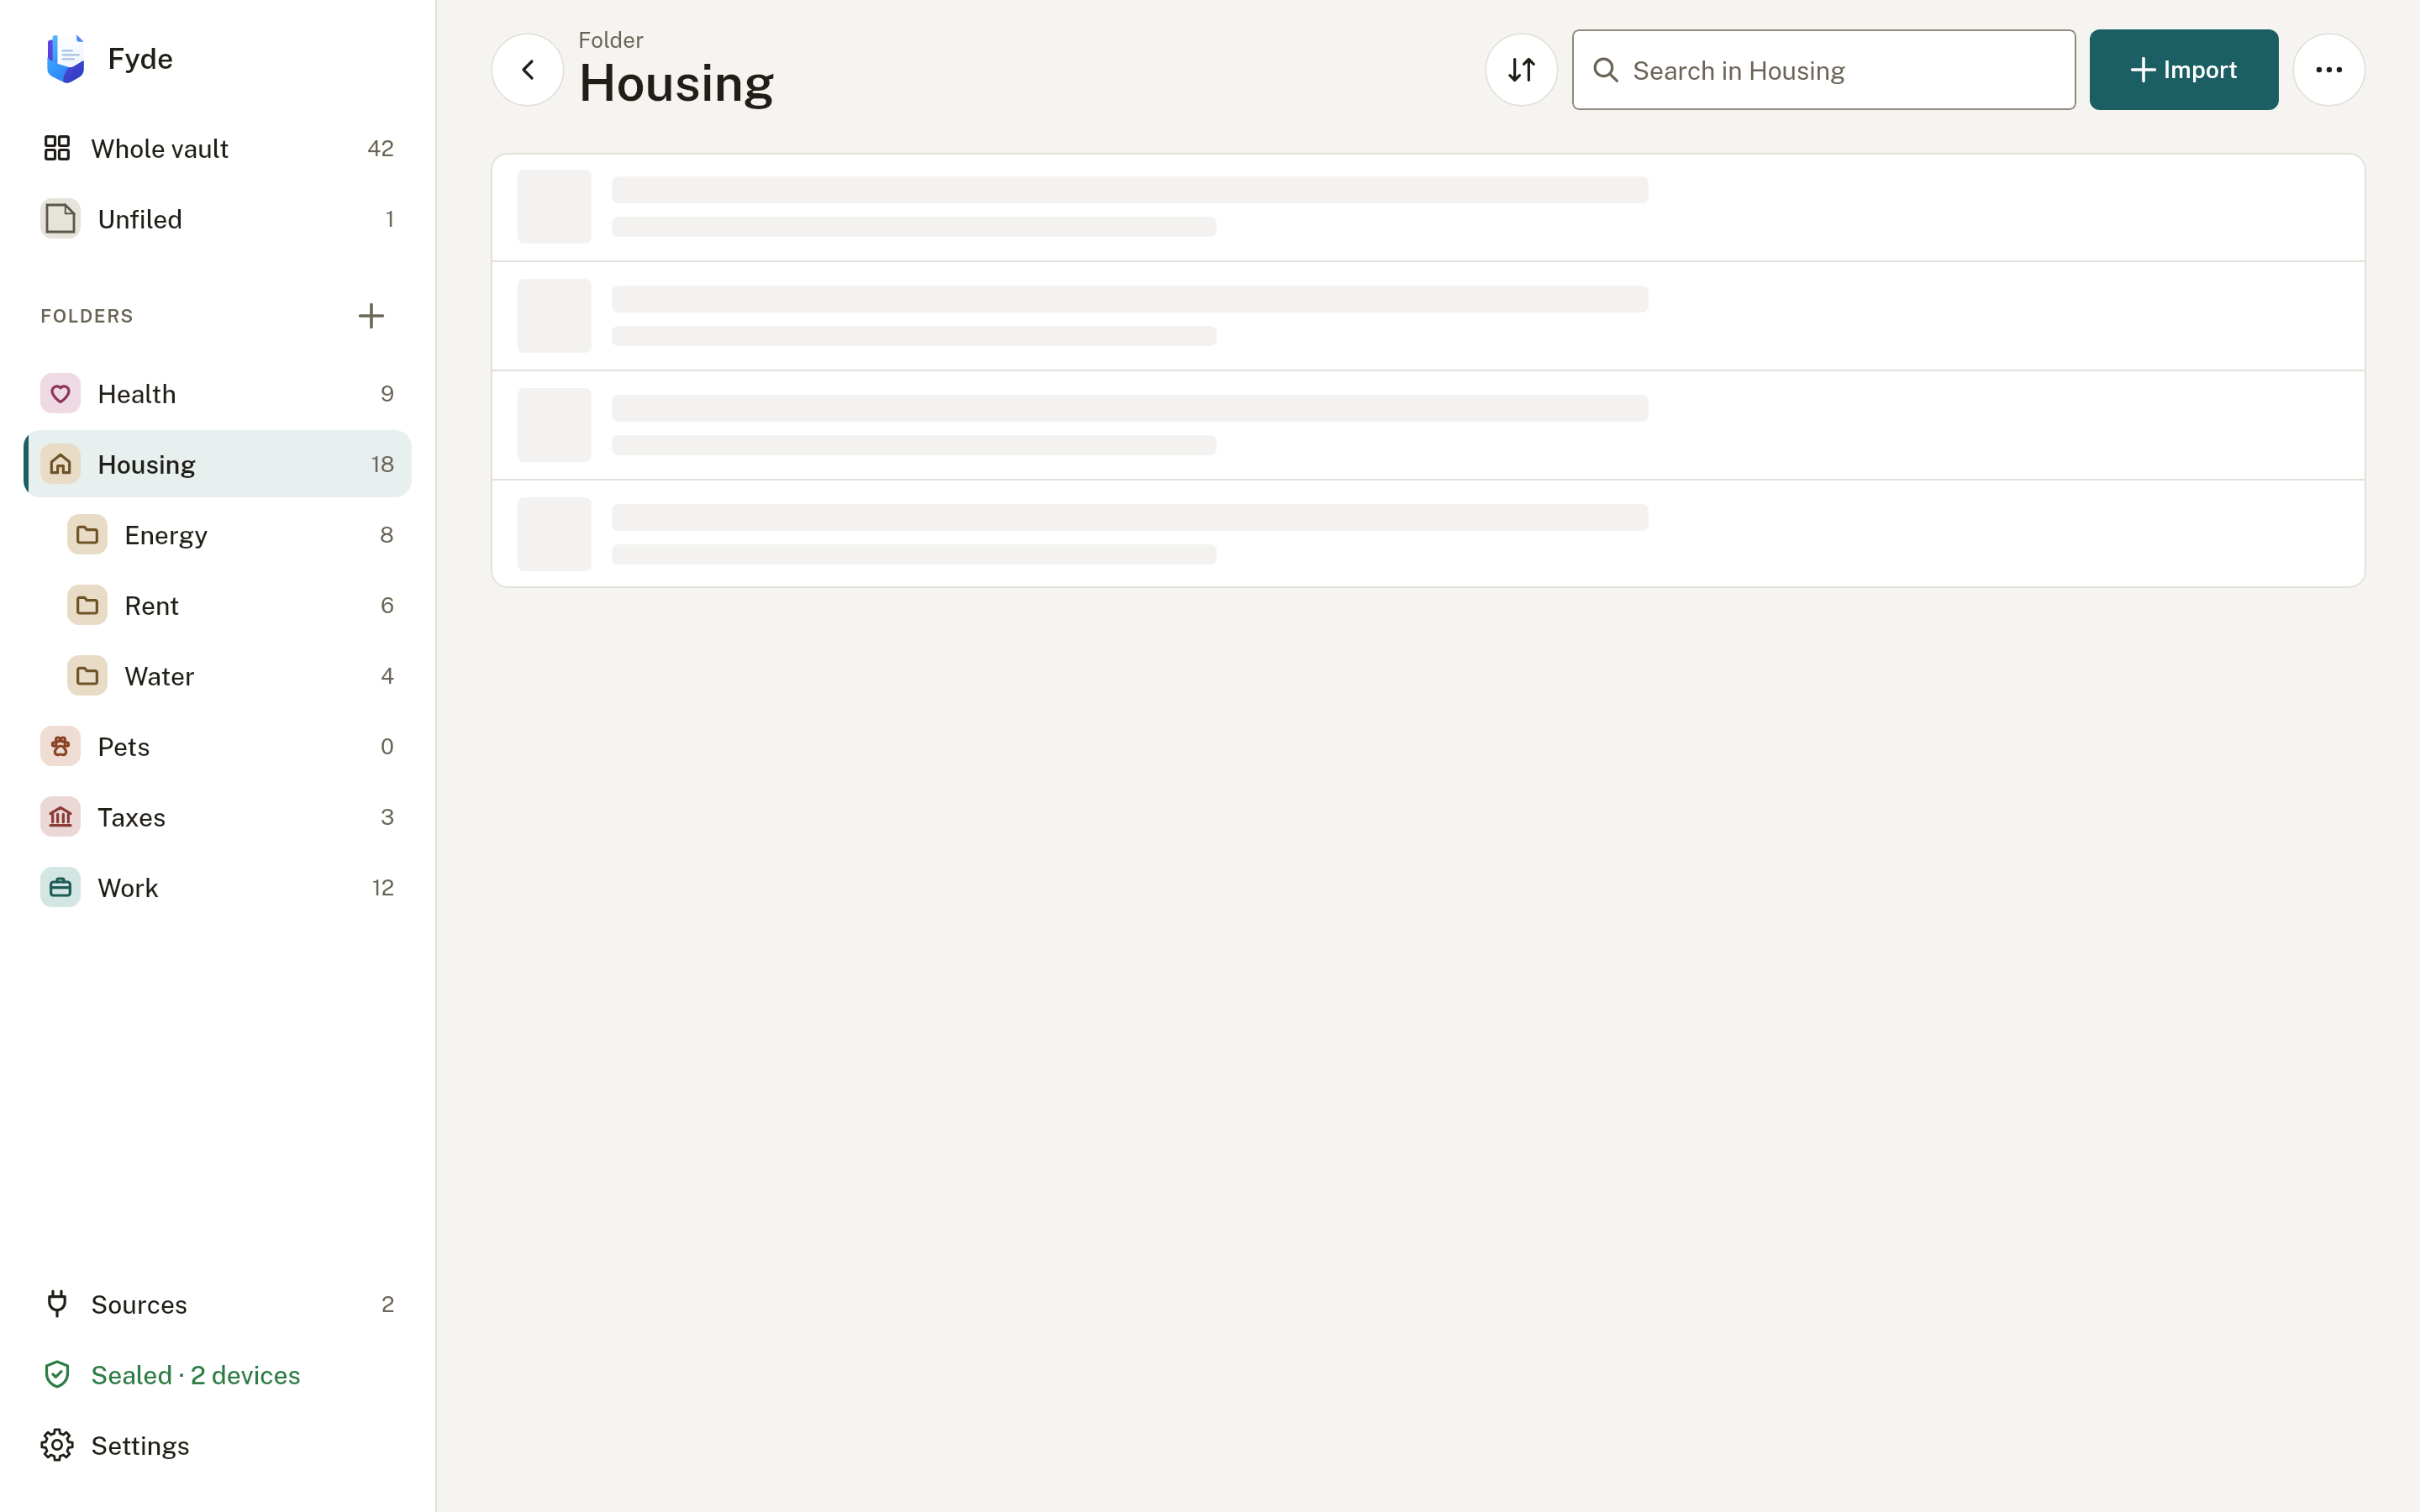 Fyde
Whole vault 42
Unfiled 1
FOLDERS
Health 9
Housing 18
Energy 8
Rent 6
Water 4
Pets 0
Taxes 3
Work 12
Sources 2
Sealed · 2 devices
Settings
Folder
Housing
Search in Housing
Import